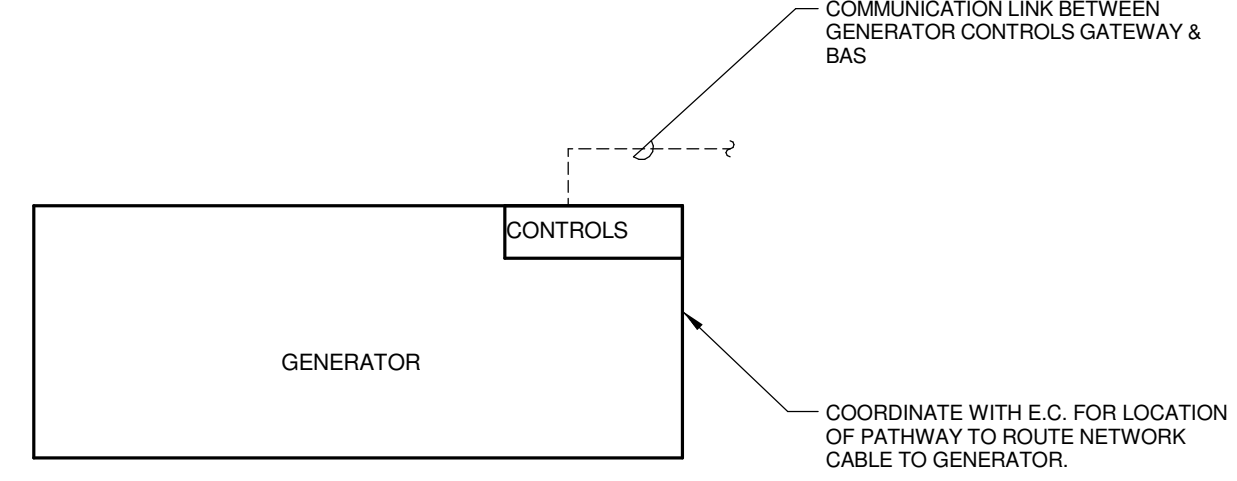 COMMUNICATION LINK BETWEEN
GENERATOR CONTROLS GATEWAY &
BAS
CONTROLS
GENERATOR
COORDINATE WITH E.C. FOR LOCATION
OF PATHWAY TO ROUTE NETWORK
CABLE TO GENERATOR.